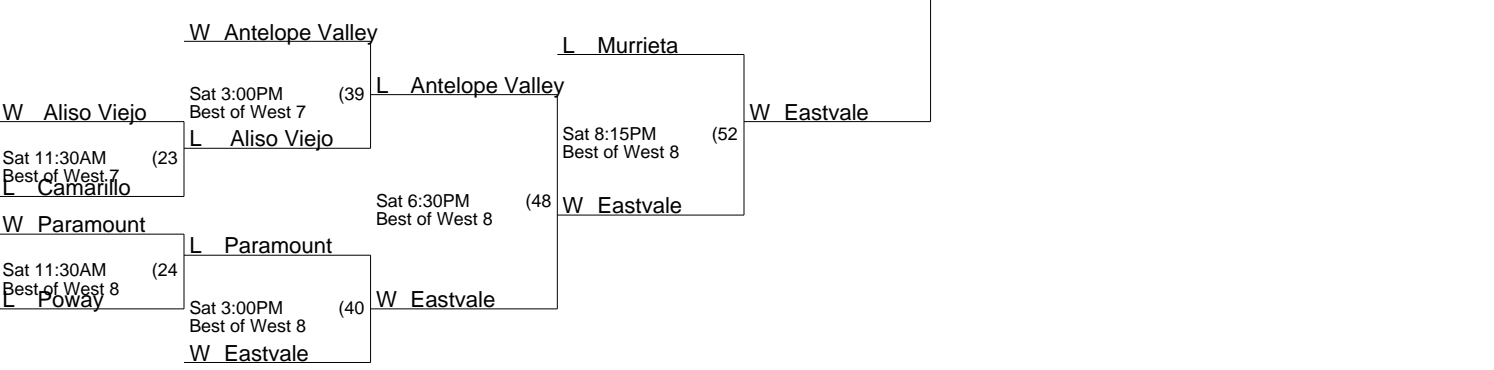 W Antelope Valley
L Murrieta
Sat 3:00PM (39
Best of West 7
L Antelope Valley
W Aliso Viejo
L Aliso Viejo
W Eastvale
Sat 8:15PM (52
Best of West 8
Sat 11:30AM (23
Best of West 7
L Camarillo
Sat 6:30PM (48
Best of West 8
W Eastvale
W Paramount
L Paramount
Sat 11:30AM (24
Best of West 8
L Poway
Sat 3:00PM (40
Best of West 8
W Eastvale
W Eastvale